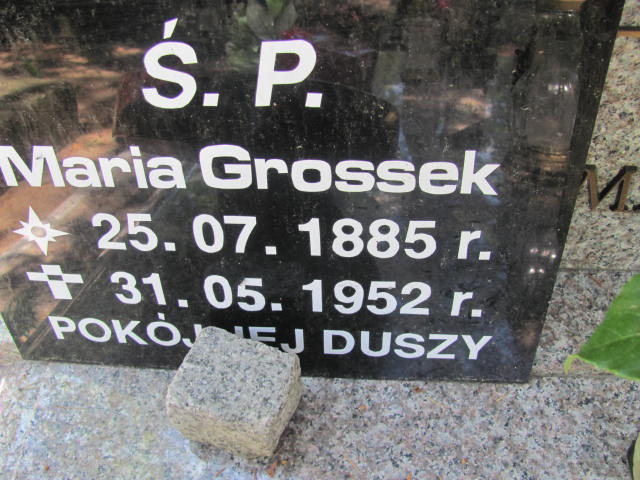 Ś. P.
Maria Grossek
25. 07. 1885 r.
31. 05. 1952 r.
POKÓJ JEJ DUSZY
M.